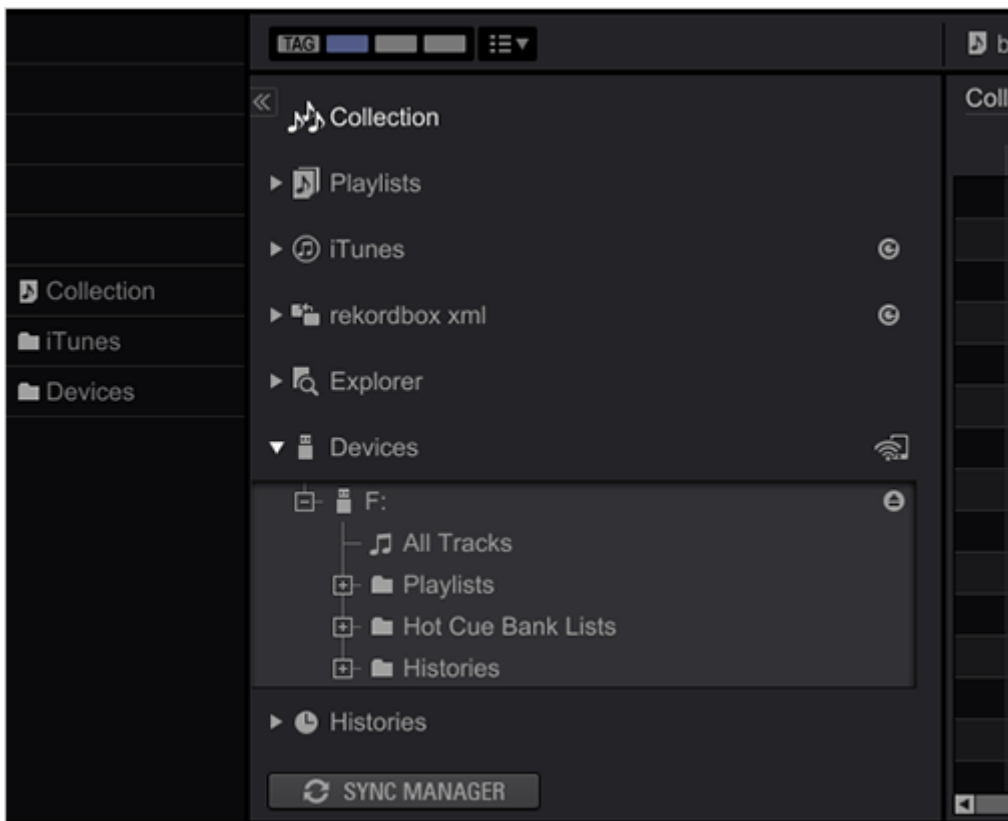 TAG
b
Coll
Collection
Playlists
iTunes
rekordbox xml
Explorer
Devices
F:
All Tracks
Playlists
Hot Cue Bank Lists
Histories
Histories
SYNC MANAGER
Collection
iTunes
Devices